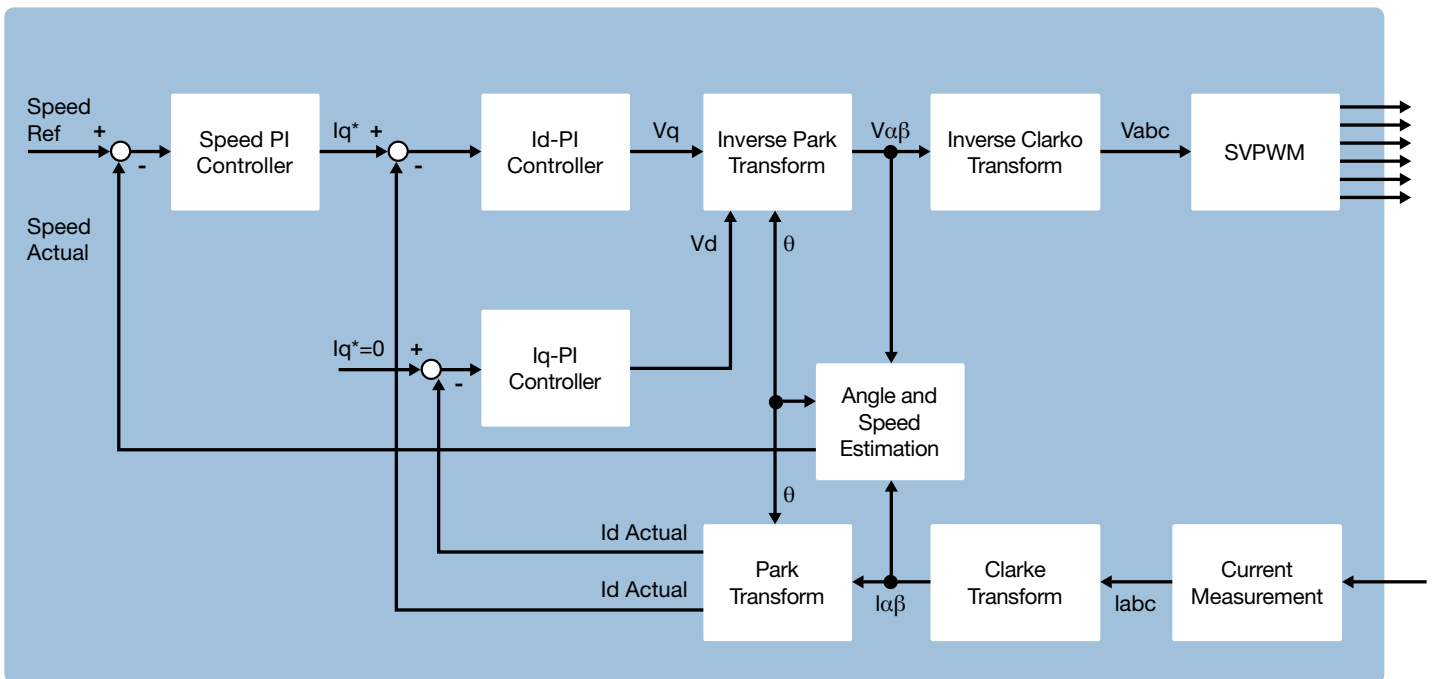 Speed
Ref
+
-
Speed PI
Controller
Iq*
+
-
Id-PI
Controller
Vq
Inverse Park
Transform
Vαβ
Inverse Clarko
Transform
Vabc
SVPWM
Speed
Actual
Vd
θ
Iq*=0
+
-
Iq-PI
Controller
Angle and
Speed
Estimation
θ
Id Actual
Id Actual
Park
Transform
Iαβ
Clarke
Transform
Iabc
Current
Measurement